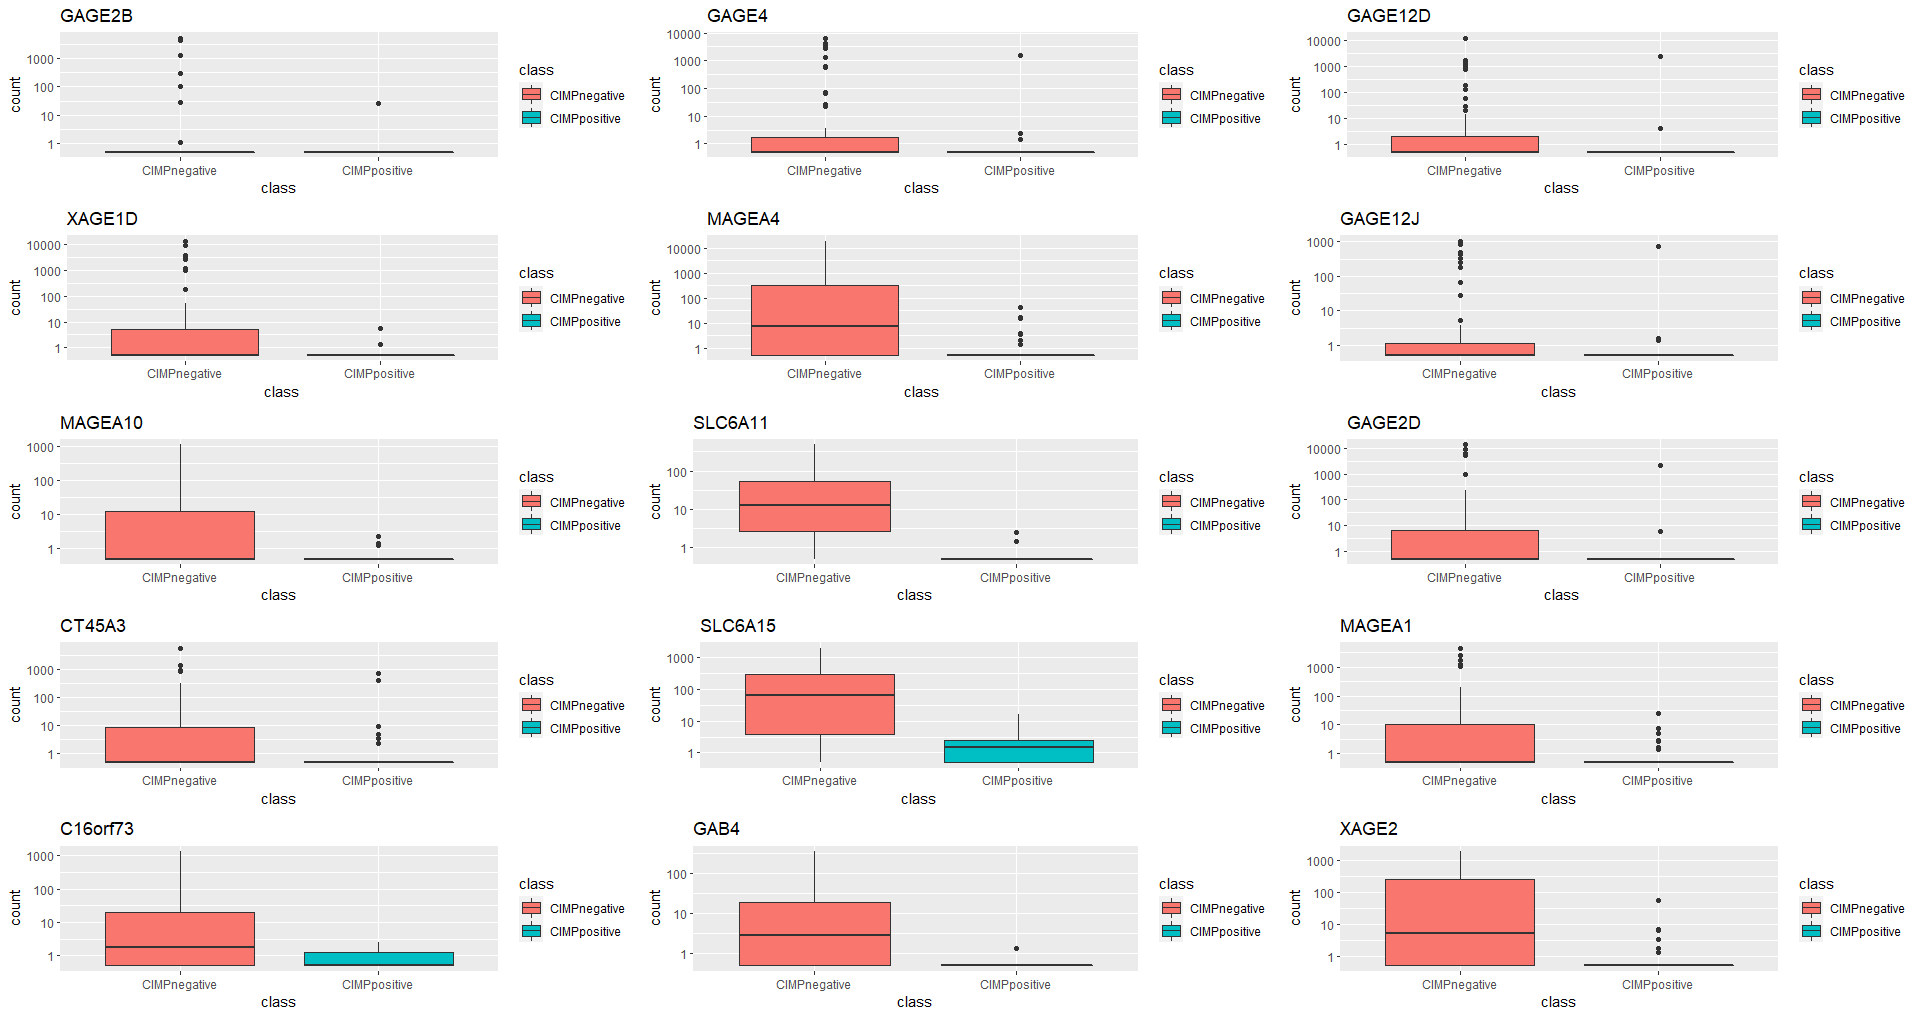 GAGE2B
count
1000
100
10
1
CIMPnegative
CIMPpositive
class
class
CIMPnegative
CIMPpositive
GAGE4
count
10000
1000
100
10
1
CIMPnegative
CIMPpositive
class
class
CIMPnegative
CIMPpositive
GAGE12D
count
10000
1000
100
10
1
CIMPnegative
CIMPpositive
class
class
CIMPnegative
CIMPpositive
XAGE1D
count
10000
1000
100
10
1
CIMPnegative
CIMPpositive
class
class
CIMPnegative
CIMPpositive
MAGEA4
count
10000
1000
100
10
1
CIMPnegative
CIMPpositive
class
class
CIMPnegative
CIMPpositive
GAGE12J
count
1000
100
10
1
CIMPnegative
CIMPpositive
class
class
CIMPnegative
CIMPpositive
MAGEA10
count
1000
100
10
1
CIMPnegative
CIMPpositive
class
class
CIMPnegative
CIMPpositive
SLC6A11
count
100
10
1
CIMPnegative
CIMPpositive
class
class
CIMPnegative
CIMPpositive
GAGE2D
count
10000
1000
100
10
1
CIMPnegative
CIMPpositive
class
class
CIMPnegative
CIMPpositive
CT45A3
count
1000
100
10
1
CIMPnegative
CIMPpositive
class
class
CIMPnegative
CIMPpositive
SLC6A15
count
1000
100
10
1
CIMPnegative
CIMPpositive
class
class
CIMPnegative
CIMPpositive
MAGEA1
count
1000
100
10
1
CIMPnegative
CIMPpositive
class
class
CIMPnegative
CIMPpositive
C16orf73
count
1000
100
10
1
CIMPnegative
CIMPpositive
class
class
CIMPnegative
CIMPpositive
GAB4
count
100
10
1
CIMPnegative
CIMPpositive
class
class
CIMPnegative
CIMPpositive
XAGE2
count
1000
100
10
1
CIMPnegative
CIMPpositive
class
class
CIMPnegative
CIMPpositive